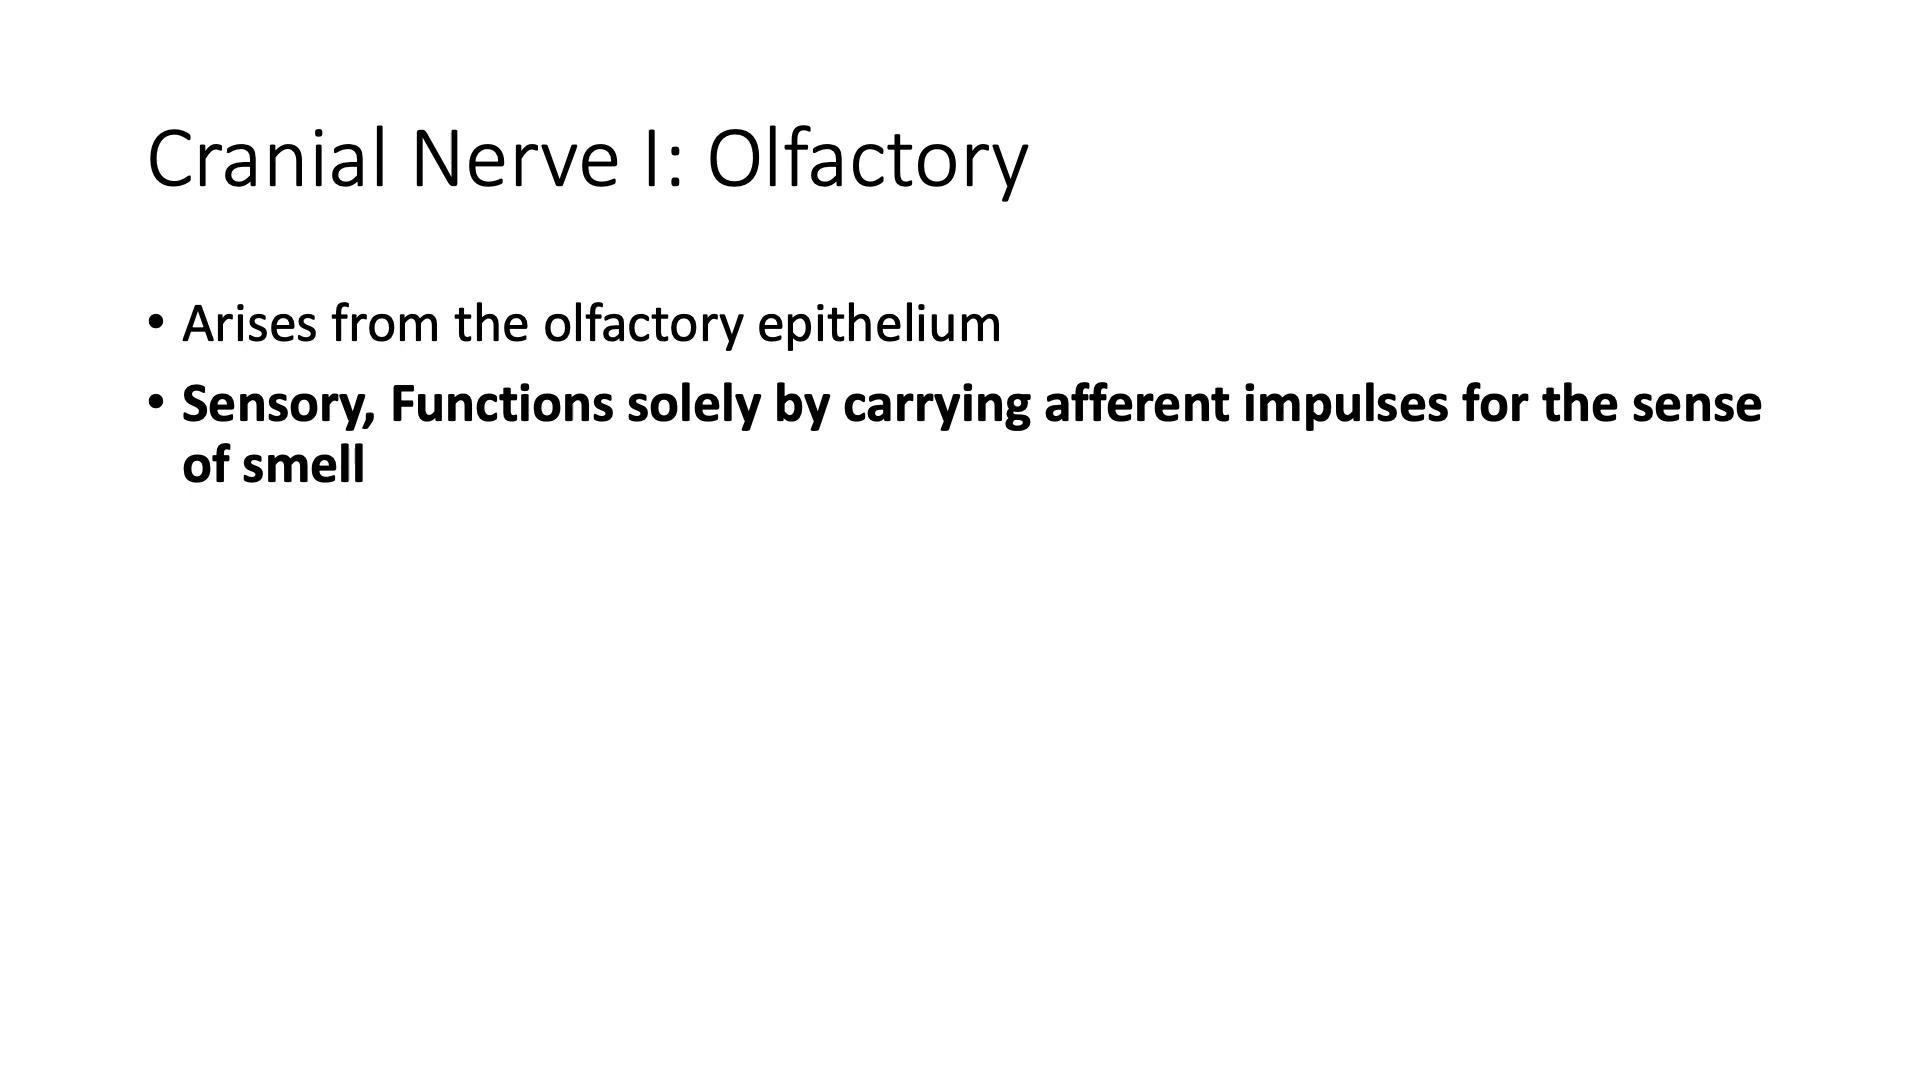 Cranial Nerve I: Olfactory
• Arises from the olfactory epithelium
• Sensory, Functions solely by carrying afferent impulses for the sense
of smell